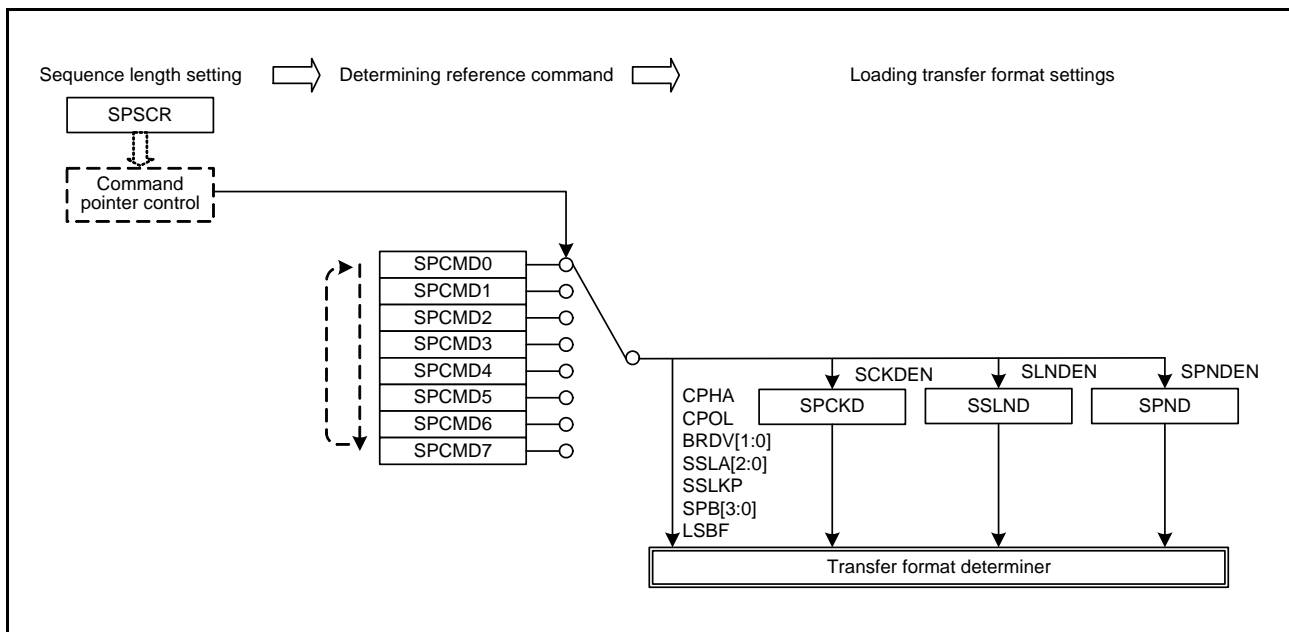 Sequence length setting
Determining reference command
Loading transfer format settings
SPSCR
Command
pointer control
SPCMD0
SPCMD1
SPCMD2
SPCMD3
SPCMD4
SPCMD5
SPCMD6
SPCMD7
CPHA
CPOL
BRDV[1:0]
SSLA[2:0]
SSLKP
SPB[3:0]
LSBF
SCKDEN
SPCKD
SLNDEN
SSLND
SPNDEN
SPND
Transfer format determiner